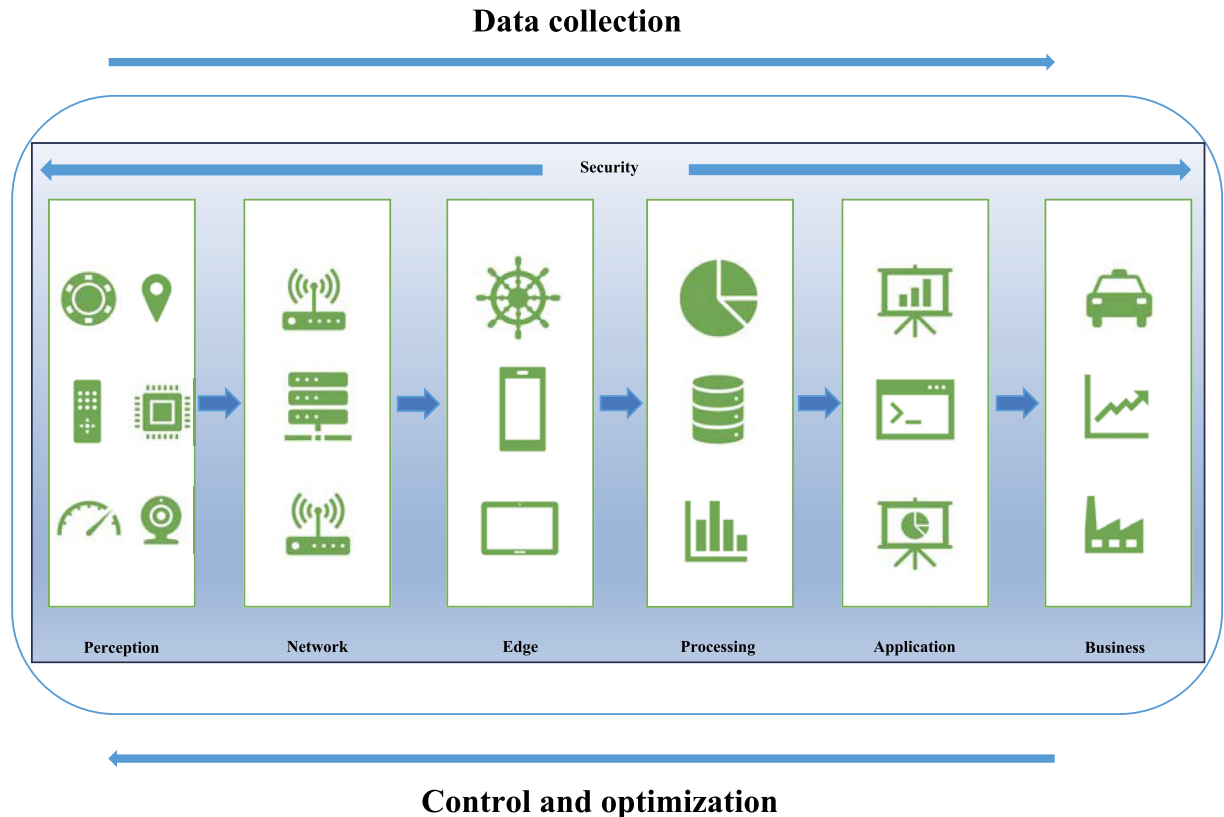 Data collection
Security
Perception
Network
Edge
Processing
Application
Business
Control and optimization